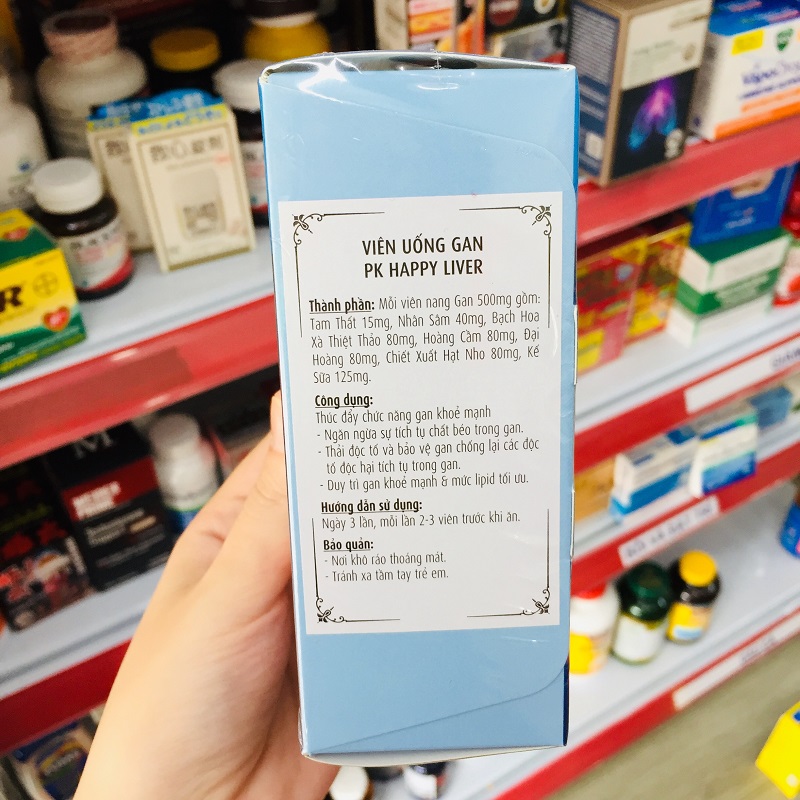 VIÊN UỐNG GAN
PK HAPPY LIVER
Thành phần: Mỗi viên nang Gan 500mg gồm:
Tam Thất 15mg, Nhân Sâm 40mg, Bạch Hoa
Xà Thiệt Thảo 80mg, Hoàng Cầm 80mg, Đại
Hoàng 80mg, Chiết Xuất Hạt Nho 80mg, Kế
Sữa 125mg.
Công dụng:
Thúc đẩy chức năng gan khoẻ mạnh
- Ngăn ngừa sự tích tụ chất béo trong gan.
- Thải độc tố và bảo vệ gan chống lại các độc
tố độc hại tích tụ trong gan.
- Duy trì gan khoẻ mạnh & mức lipid tối ưu.
Hướng dẫn sử dụng:
Ngày 3 lần, mỗi lần 2-3 viên trước khi ăn.
Bảo quản:
- Nơi khô ráo thoáng mát.
- Tránh xa tầm tay trẻ em.